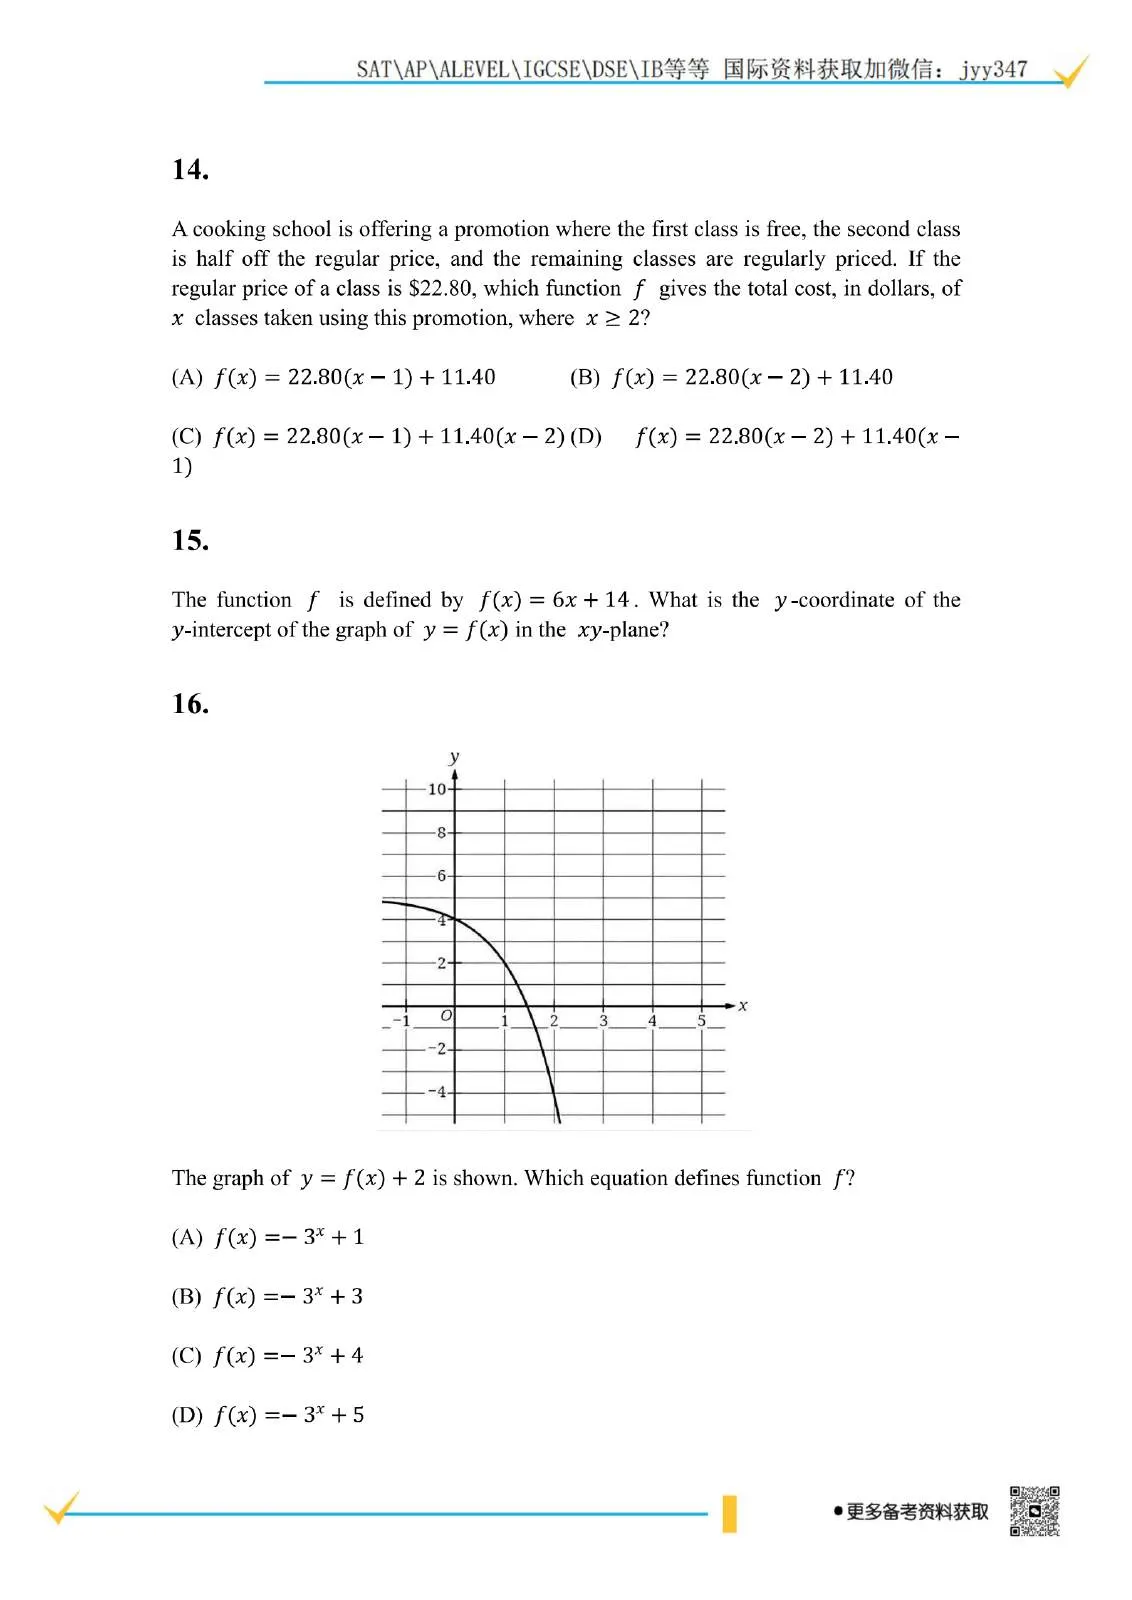 SAT\AP\ALEVEL\IGCSE\DSE\IB等等 国际资料获取加微信：jyy347
14.
A cooking school is offering a promotion where the first class is free, the second class
is half off the regular price, and the remaining classes are regularly priced. If the
regular price of a class is $22.80, which function f gives the total cost, in dollars, of
x classes taken using this promotion, where x ≥ 2?
(A) f(x) = 22.80(x − 1) + 11.40 (B) f(x) = 22.80(x − 2) + 11.40
(C) f(x) = 22.80(x − 1) + 11.40(x − 2) (D) f(x) = 22.80(x − 2) + 11.40(x −
1)
15.
The function f is defined by f(x) = 6x + 14. What is the y-coordinate of the
y-intercept of the graph of y = f(x) in the xy-plane?
16.
y
10
8
6
4
2
O
x
−1 1 2 3 4 5
−2
−4
The graph of y = f(x) + 2 is shown. Which equation defines function f?
(A) f(x) =− 3ˣ + 1
(B) f(x) =− 3ˣ + 3
(C) f(x) =− 3ˣ + 4
(D) f(x) =− 3ˣ + 5
•更多备考资料获取